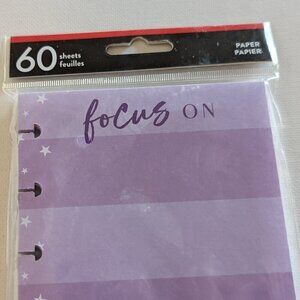 60 sheets
feuilles
PAPER
PAPIER
focus ON